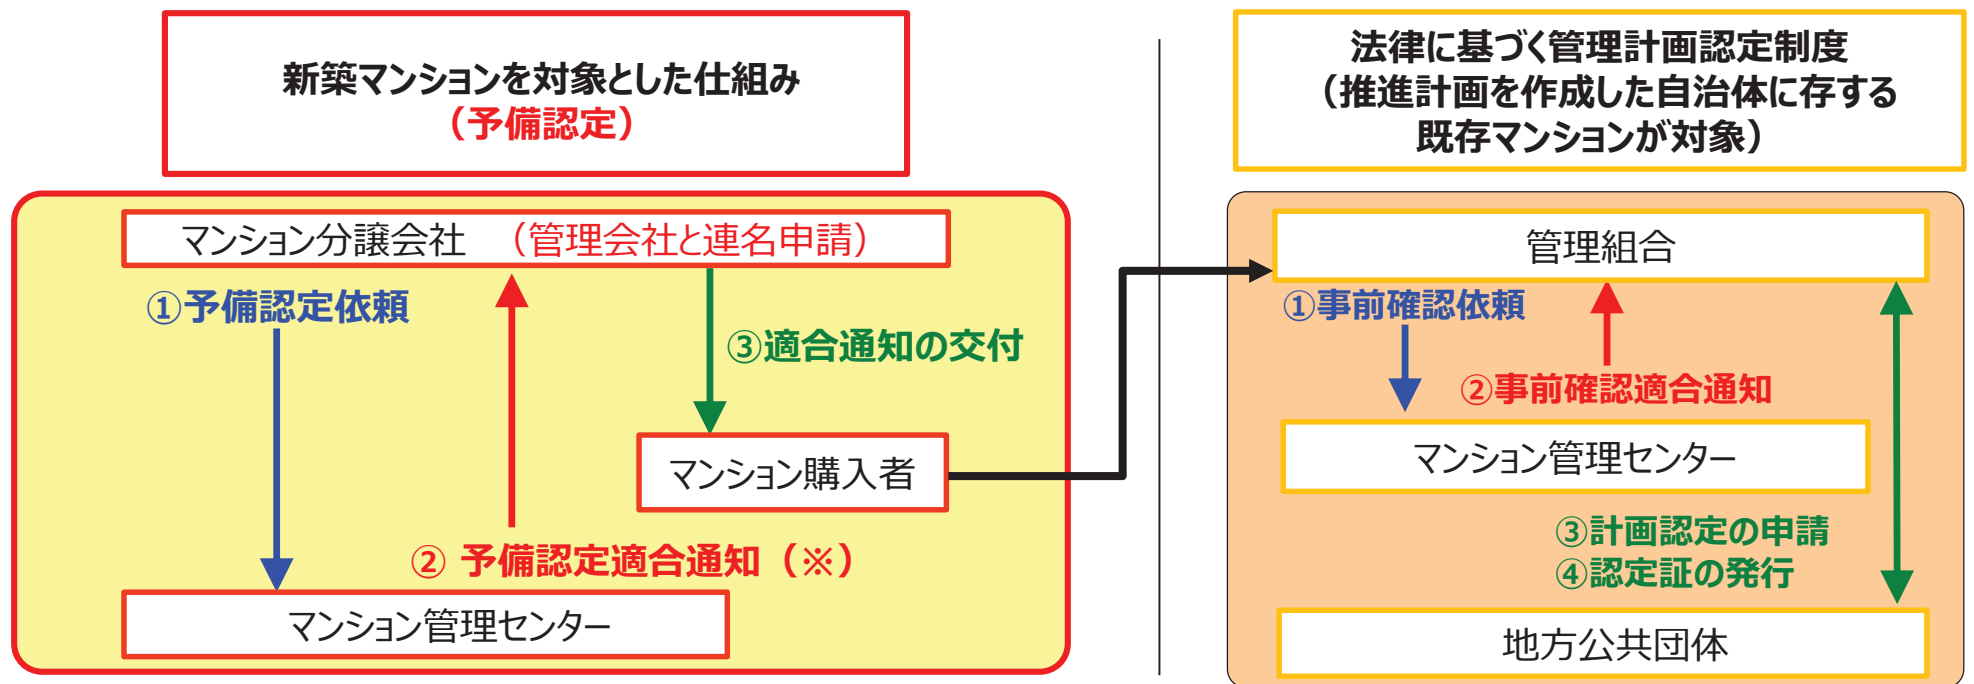 新築マンションを対象とした仕組み
（予備認定）
マンション分譲会社　（管理会社と連名申請）
①予備認定依頼
③適合通知の交付
マンション購入者
② 予備認定適合通知（※）
マンション管理センター
法律に基づく管理計画認定制度
（推進計画を作成した自治体に存する
既存マンションが対象）
管理組合
①事前確認依頼
②事前確認適合通知
マンション管理センター
③計画認定の申請
④認定証の発行
地方公共団体